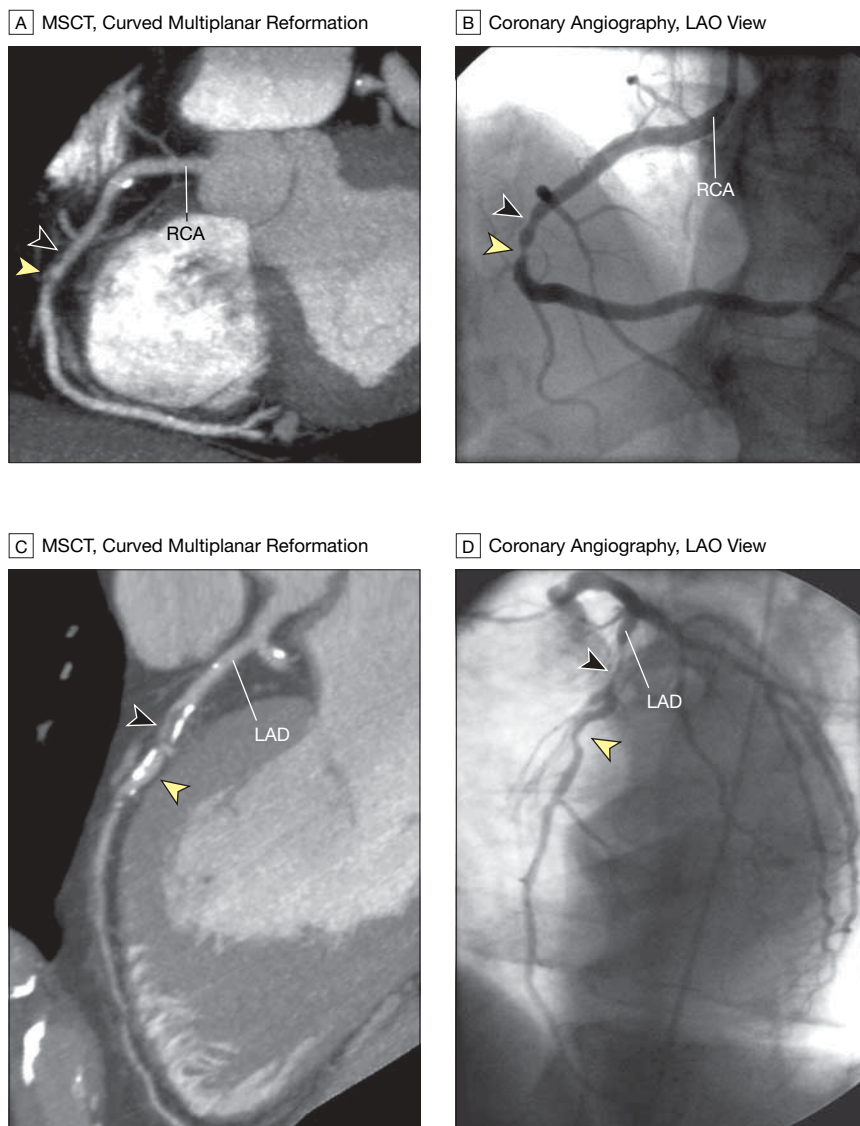 A MSCT, Curved Multiplanar Reformation
B Coronary Angiography, LAO View
RCA
RCA
C MSCT, Curved Multiplanar Reformation
D Coronary Angiography, LAO View
LAD
LAD